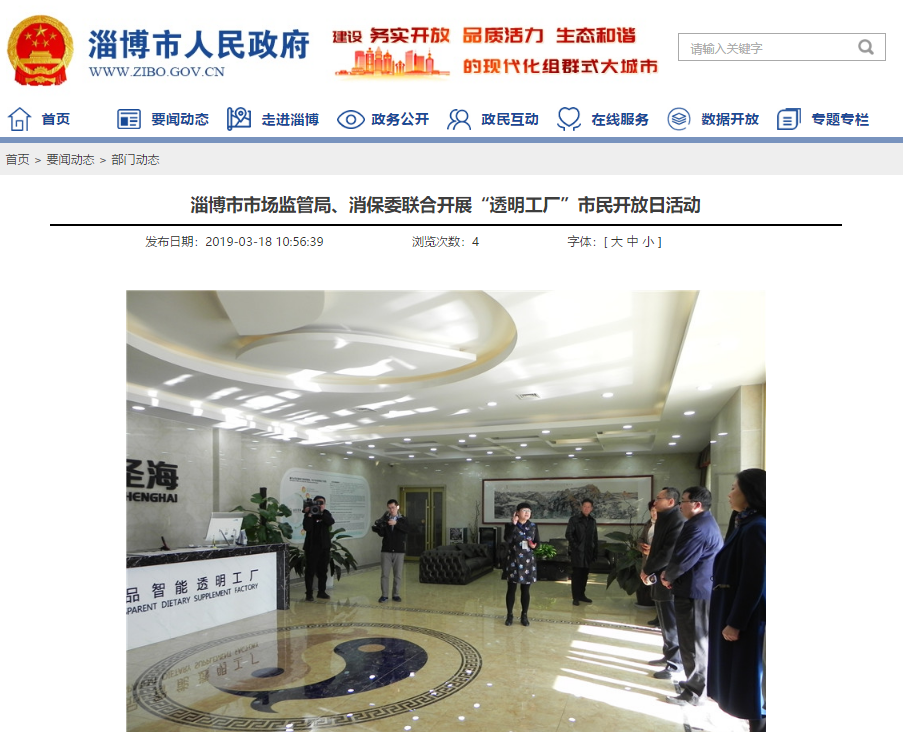 淄博市人民政府
WWW.ZIBO.GOV.CN
建设 务实开放 品质活力 生态和谐
的现代化组群式大城市
请输入关键字
首页 要闻动态 走进淄博 政务公开 政民互动 在线服务 数据开放 专题专栏
首页 > 要闻动态 > 部门动态
淄博市市场监管局、消保委联合开展“透明工厂”市民开放日活动
发布日期：2019-03-18 10:56:39 浏览次数：4 字体：[ 大 中 小 ]
圣海
HENGHAI
品 智能透明工厂
PARENT DIETARY SUPPLEMENT FACTORY